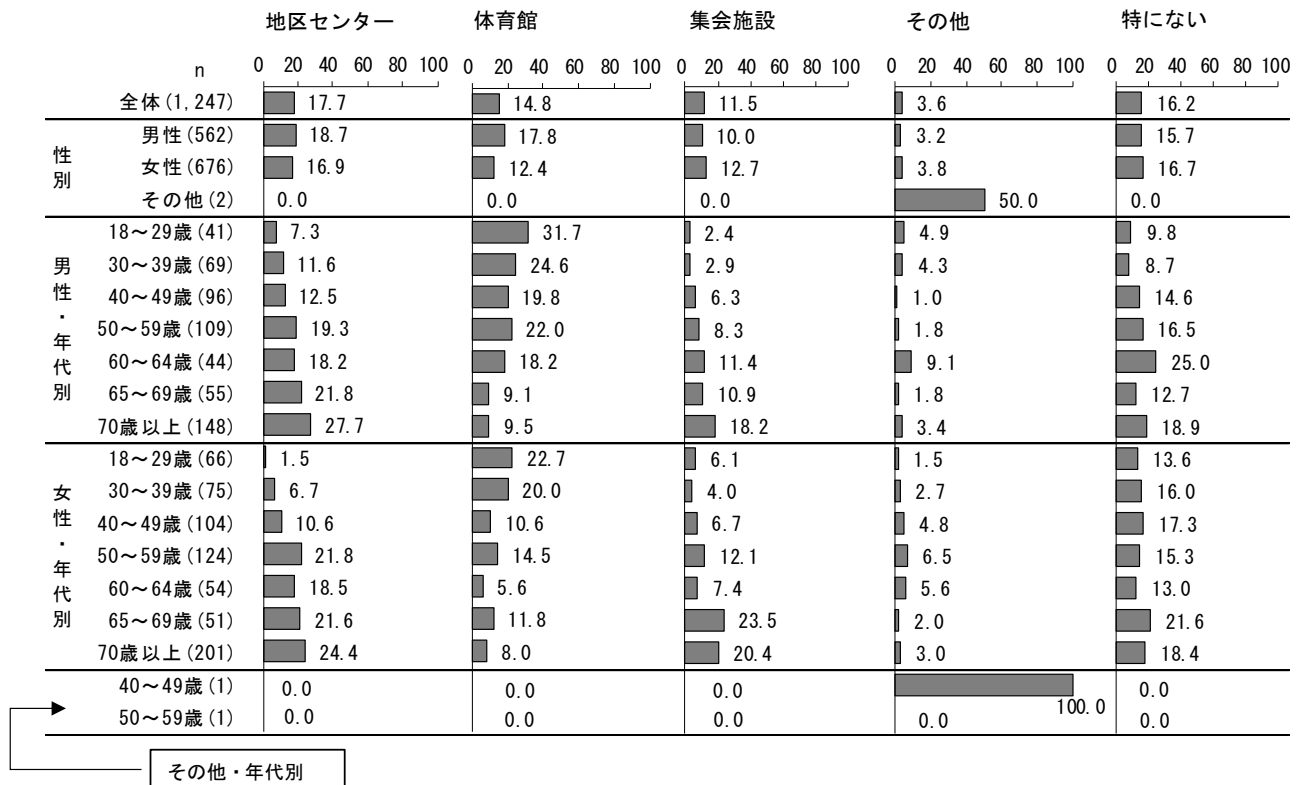 地区センター 体育館 集会施設 その他 特にない
n 0 20 40 60 80 100 0 20 40 60 80 100 0 20 40 60 80 100 0 20 40 60 80 100 0 20 40 60 80 100
全体(1,247) 17.7 14.8 11.5 3.6 16.2
性別
男性(562) 18.7 17.8 10.0 3.2 15.7
女性(676) 16.9 12.4 12.7 3.8 16.7
その他(2) 0.0 0.0 0.0 50.0 0.0
男性・年代別
18～29歳(41) 7.3 31.7 2.4 4.9 9.8
30～39歳(69) 11.6 24.6 2.9 4.3 8.7
40～49歳(96) 12.5 19.8 6.3 1.0 14.6
50～59歳(109) 19.3 22.0 8.3 1.8 16.5
60～64歳(44) 18.2 18.2 11.4 9.1 25.0
65～69歳(55) 21.8 9.1 10.9 1.8 12.7
70歳以上(148) 27.7 9.5 18.2 3.4 18.9
女性・年代別
18～29歳(66) 1.5 22.7 6.1 1.5 13.6
30～39歳(75) 6.7 20.0 4.0 2.7 16.0
40～49歳(104) 10.6 10.6 6.7 4.8 17.3
50～59歳(124) 21.8 14.5 12.1 6.5 15.3
60～64歳(54) 18.5 5.6 7.4 5.6 13.0
65～69歳(51) 21.6 11.8 23.5 2.0 21.6
70歳以上(201) 24.4 8.0 20.4 3.0 18.4
40～49歳(1) 0.0 0.0 0.0 100.0 0.0
50～59歳(1) 0.0 0.0 0.0 0.0 0.0
その他・年代別